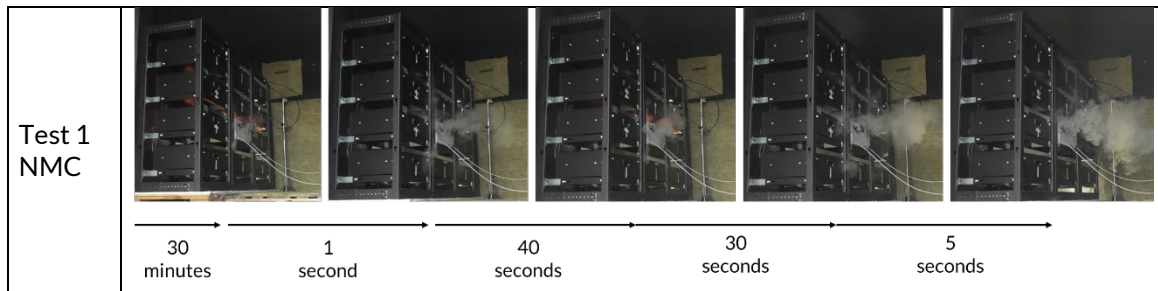 Test 1
NMC
30
minutes
1
second
40
seconds
30
seconds
5
seconds